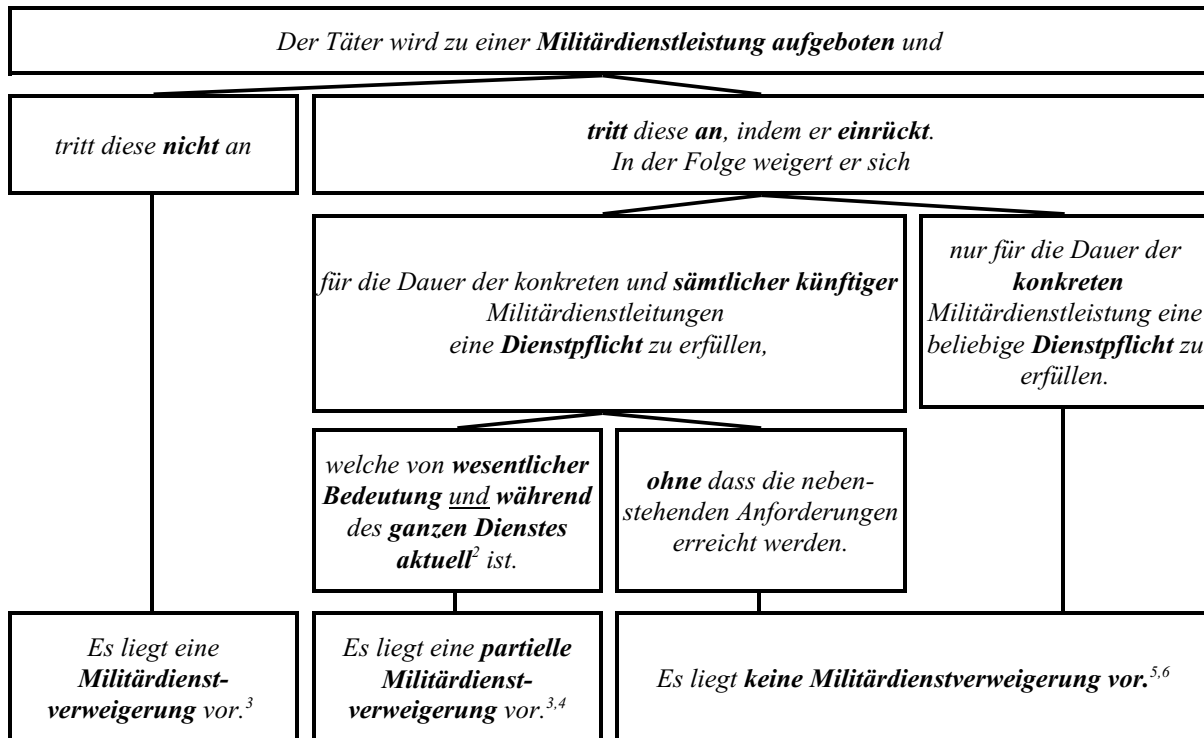 Der Täter wird zu einer Militärdienstleistung aufgeboten und
tritt diese nicht an
tritt diese an, indem er einrückt.
In der Folge weigert er sich
für die Dauer der konkreten und sämtlicher künftiger
Militärdienstleitungen
eine Dienstpflicht zu erfüllen,
nur für die Dauer der
konkreten
Militärdienstleistung eine
beliebige Dienstpflicht zu
erfüllen.
welche von wesentlicher
Bedeutung und während
des ganzen Dienstes
aktuell² ist.
ohne dass die neben-
stehenden Anforderungen
erreicht werden.
Es liegt eine
Militärdienst-
verweigerung vor.³
Es liegt eine partielle
Militärdienst-
verweigerung vor.³,⁴
Es liegt keine Militärdienstverweigerung vor.⁵,⁶